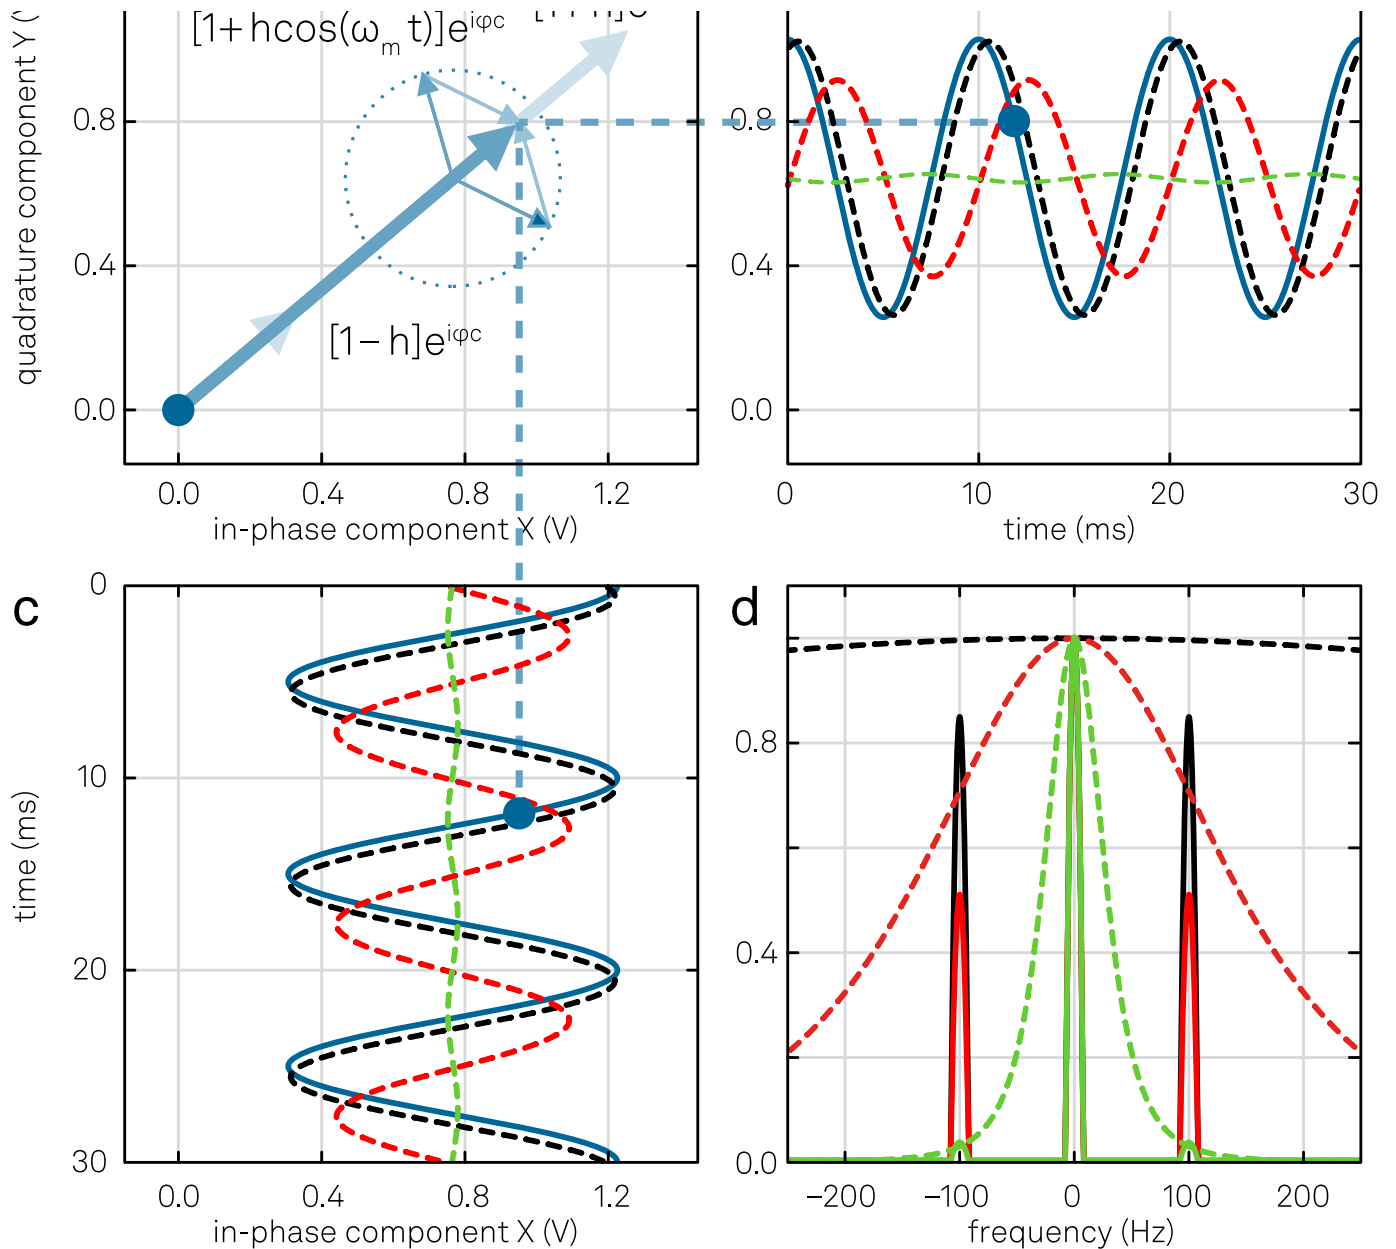 quadrature component Y (
[1+hcos(ω_m t)]e^iφc
[1−h]e^iφc
0.8
0.4
0.0
0.0 0.4 0.8 1.2
in-phase component X (V)
0.8
0.4
0.0
0 10 20 30
time (ms)
c
time (ms)
0
10
20
30
0.0 0.4 0.8 1.2
in-phase component X (V)
d
0.8
0.4
0.0
−200 −100 0 100 200
frequency (Hz)